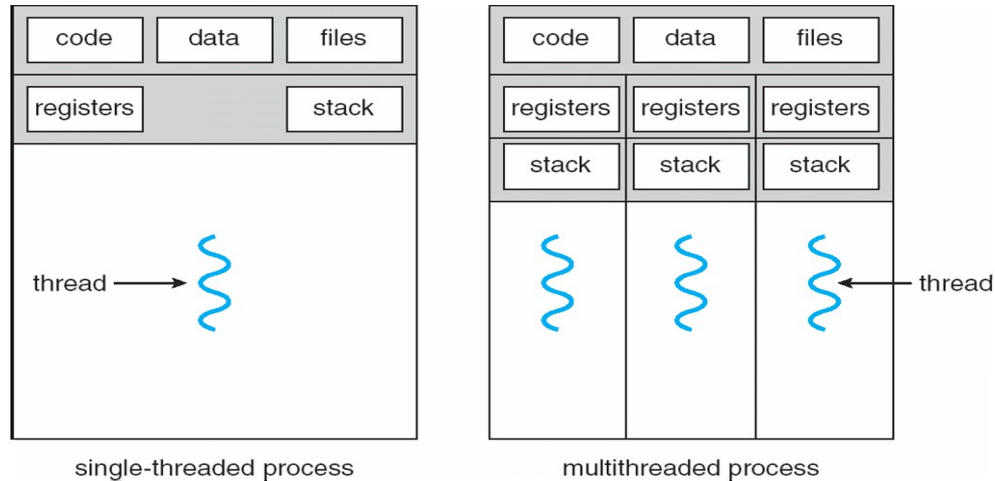 code data files
registers stack
thread
single-threaded process
code data files
registers registers registers
stack stack stack
thread
multithreaded process